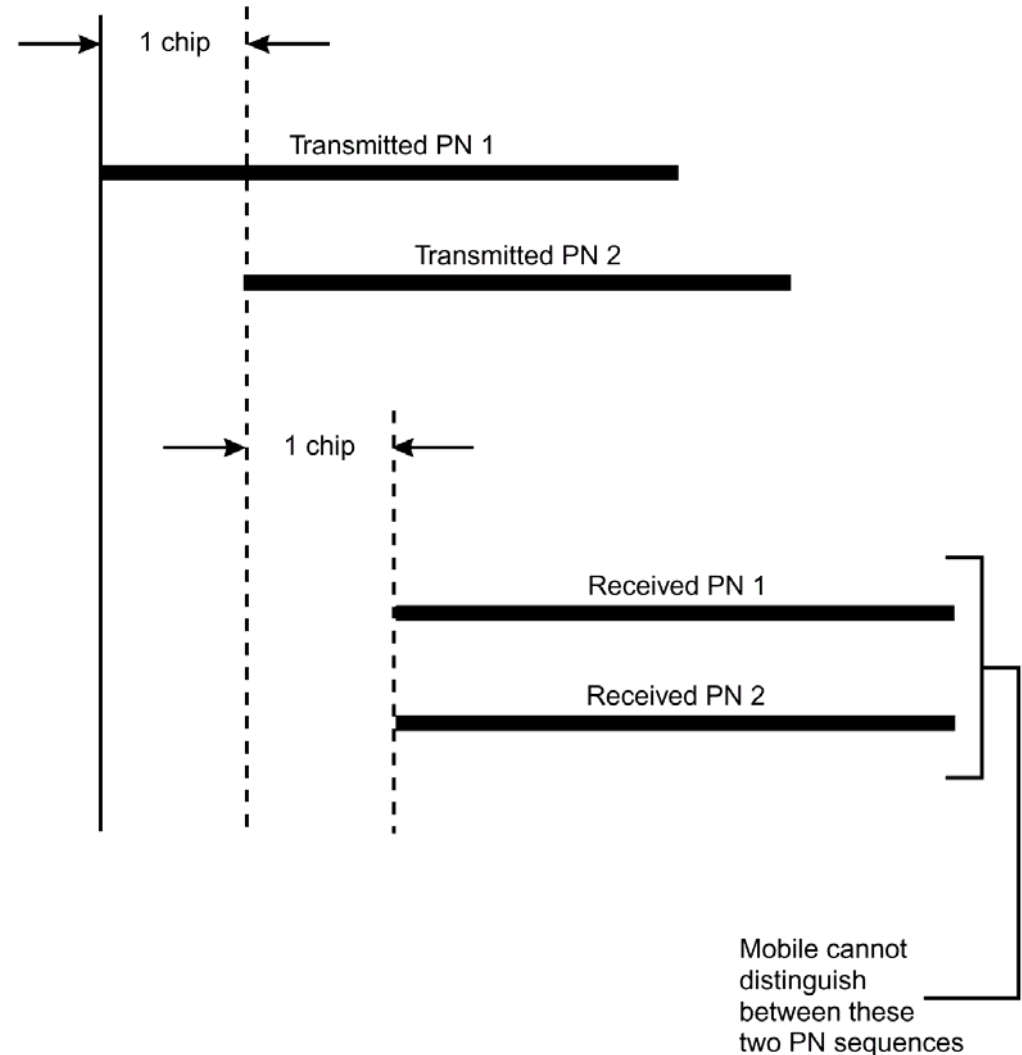 1 chip
Transmitted PN 1
Transmitted PN 2
1 chip
Received PN 1
Received PN 2
Mobile cannot
distinguish
between these
two PN sequences